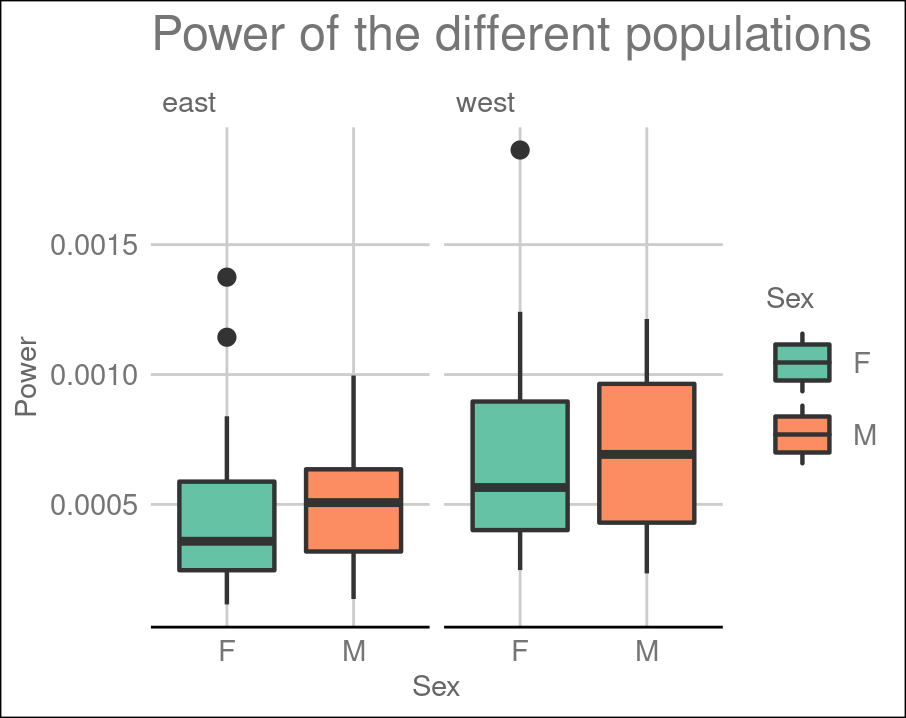 Power of the different populations
east
west
0.0015
0.0010
0.0005
Power
F
M
F
M
Sex
Sex
F
M